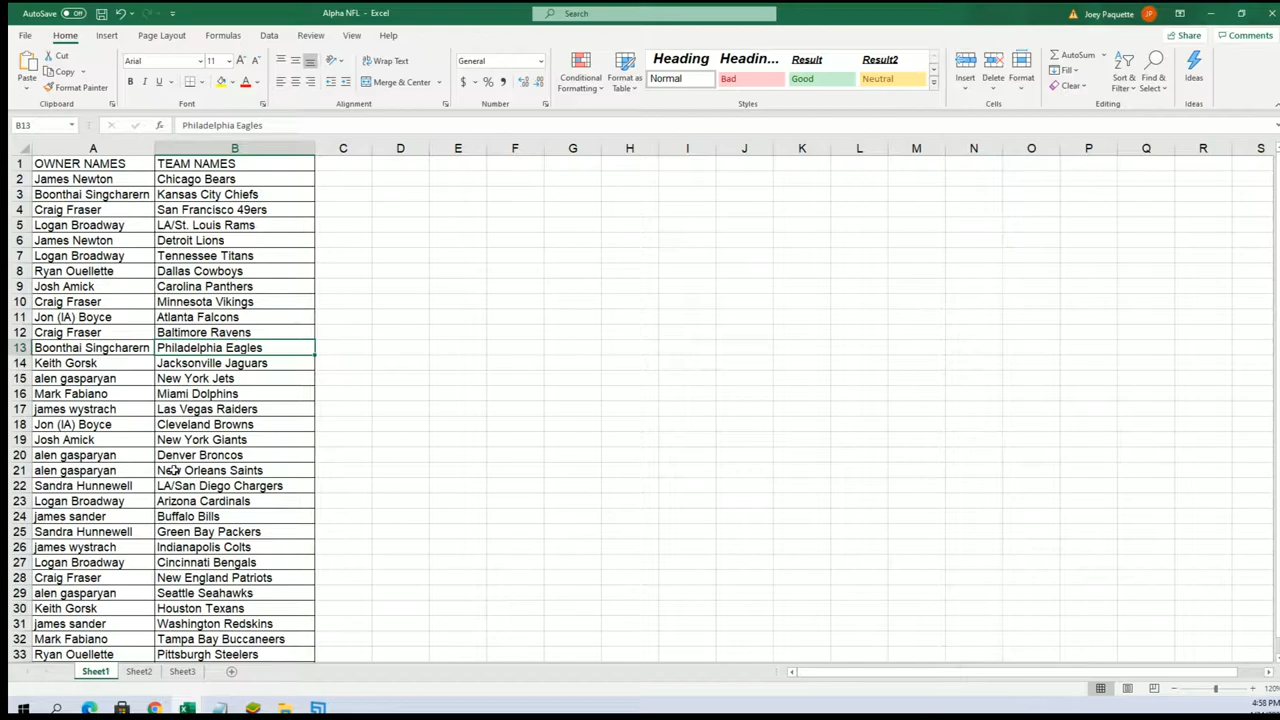 AutoSave Off Alpha NFL - Excel Search Joey Paquette JP
File Home Insert Page Layout Formulas Data Review View Help Share Comments
Paste Cut Copy Format Painter Clipboard
Arial 11 B I U A A A Font
Wrap Text Merge & Center Alignment
General $ % , Number
Conditional Formatting Format as Table
Heading Headin... Result Result2
Normal Bad Good Neutral
Styles
Insert Delete Format Cells
AutoSum Fill Clear Sort & Filter Find & Select Editing
Ideas Ideas
B13 fx Philadelphia Eagles
A B C D E F G H I J K L M N O P Q R S
1 OWNER NAMES TEAM NAMES
2 James Newton Chicago Bears
3 Boonthai Singcharern Kansas City Chiefs
4 Craig Fraser San Francisco 49ers
5 Logan Broadway LA/St. Louis Rams
6 James Newton Detroit Lions
7 Logan Broadway Tennessee Titans
8 Ryan Ouellette Dallas Cowboys
9 Josh Amick Carolina Panthers
10 Craig Fraser Minnesota Vikings
11 Jon (IA) Boyce Atlanta Falcons
12 Craig Fraser Baltimore Ravens
13 Boonthai Singcharern Philadelphia Eagles
14 Keith Gorsk Jacksonville Jaguars
15 alen gasparyan New York Jets
16 Mark Fabiano Miami Dolphins
17 james wystrach Las Vegas Raiders
18 Jon (IA) Boyce Cleveland Browns
19 Josh Amick New York Giants
20 alen gasparyan Denver Broncos
21 alen gasparyan New Orleans Saints
22 Sandra Hunnewell LA/San Diego Chargers
23 Logan Broadway Arizona Cardinals
24 james sander Buffalo Bills
25 Sandra Hunnewell Green Bay Packers
26 james wystrach Indianapolis Colts
27 Logan Broadway Cincinnati Bengals
28 Craig Fraser New England Patriots
29 alen gasparyan Seattle Seahawks
30 Keith Gorsk Houston Texans
31 james sander Washington Redskins
32 Mark Fabiano Tampa Bay Buccaneers
33 Ryan Ouellette Pittsburgh Steelers
Sheet1 Sheet2 Sheet3
120%
4:58 PM